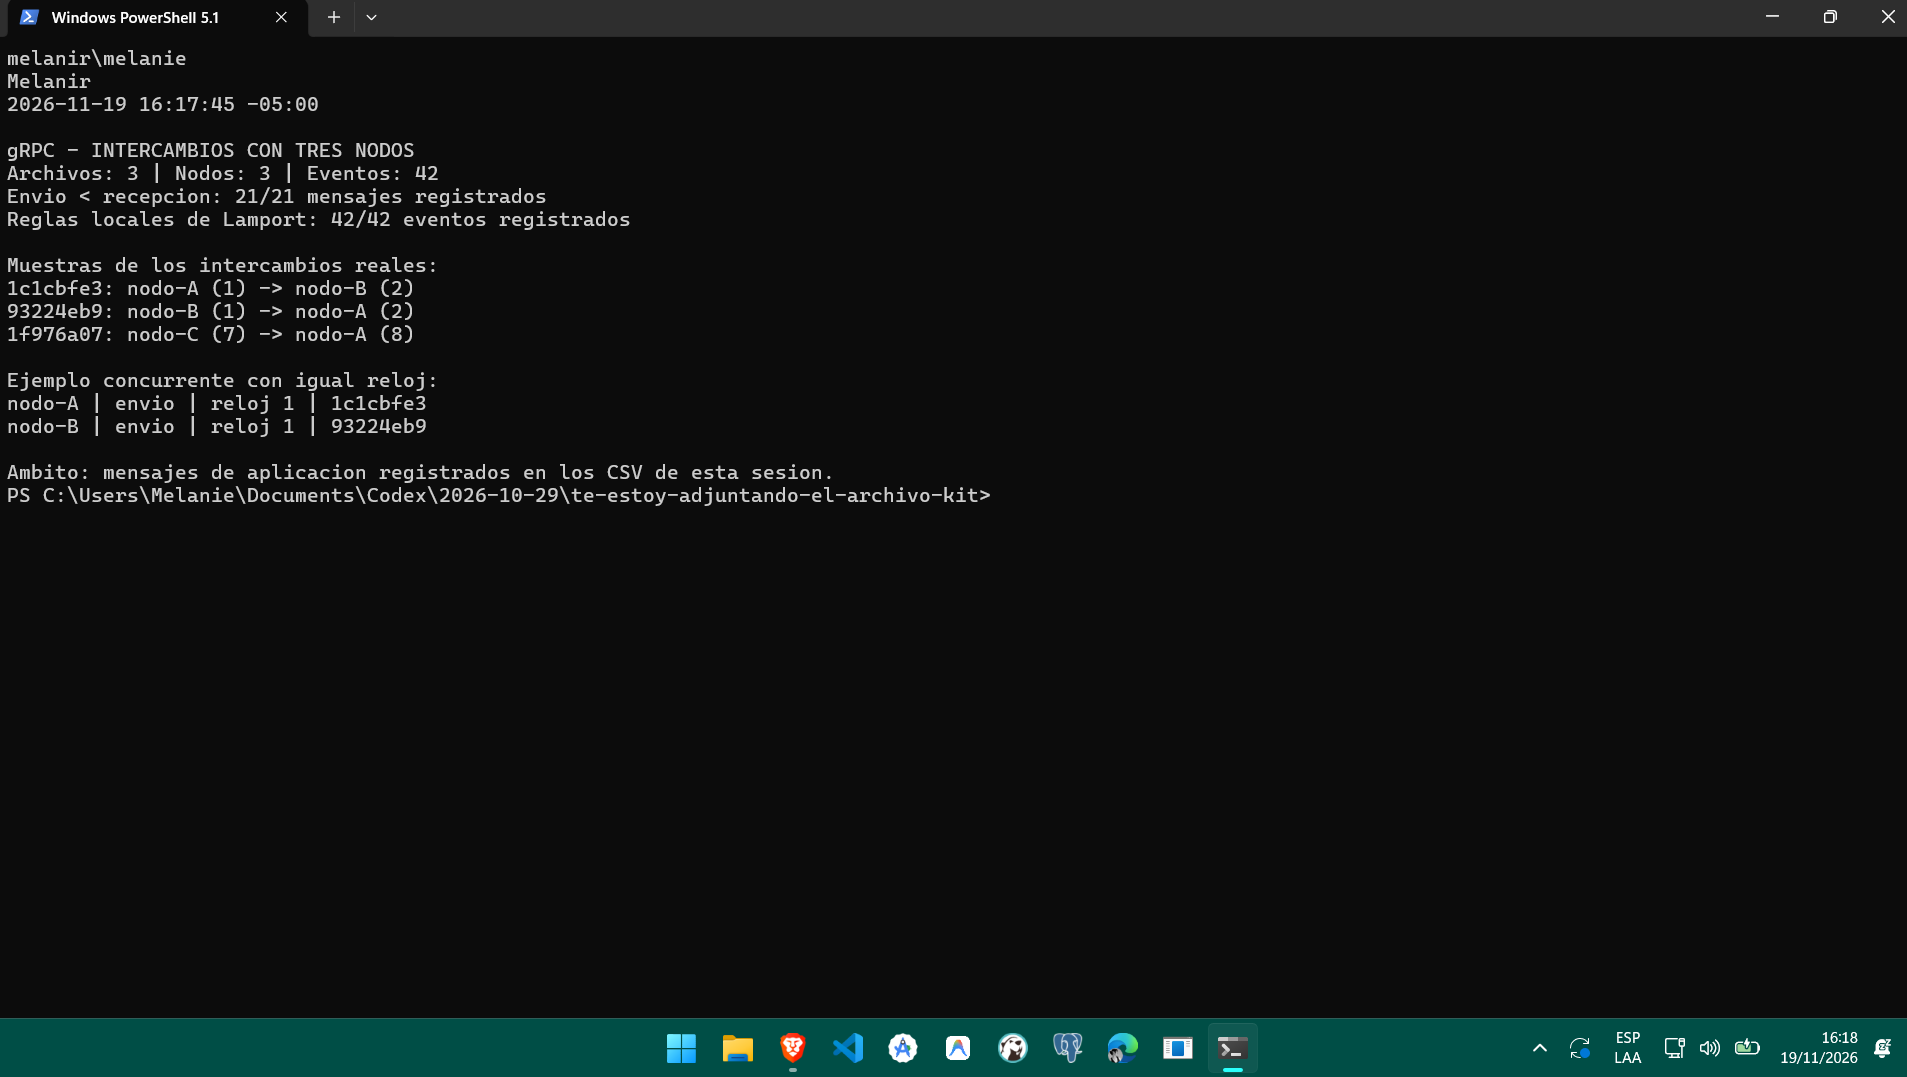 Windows PowerShell 5.1
melanir\melanie
Melanir
2026-11-19 16:17:45 -05:00
gRPC - INTERCAMBIOS CON TRES NODOS
Archivos: 3 | Nodos: 3 | Eventos: 42
Envio < recepcion: 21/21 mensajes registrados
Reglas locales de Lamport: 42/42 eventos registrados
Muestras de los intercambios reales:
1c1cbfe3: nodo-A (1) -> nodo-B (2)
93224eb9: nodo-B (1) -> nodo-A (2)
1f976a07: nodo-C (7) -> nodo-A (8)
Ejemplo concurrente con igual reloj:
nodo-A | envio | reloj 1 | 1c1cbfe3
nodo-B | envio | reloj 1 | 93224eb9
Ambito: mensajes de aplicacion registrados en los CSV de esta sesion.
PS C:\Users\Melanie\Documents\Codex\2026-10-29\te-estoy-adjuntando-el-archivo-kit>
ESP
LAA
16:18
19/11/2026